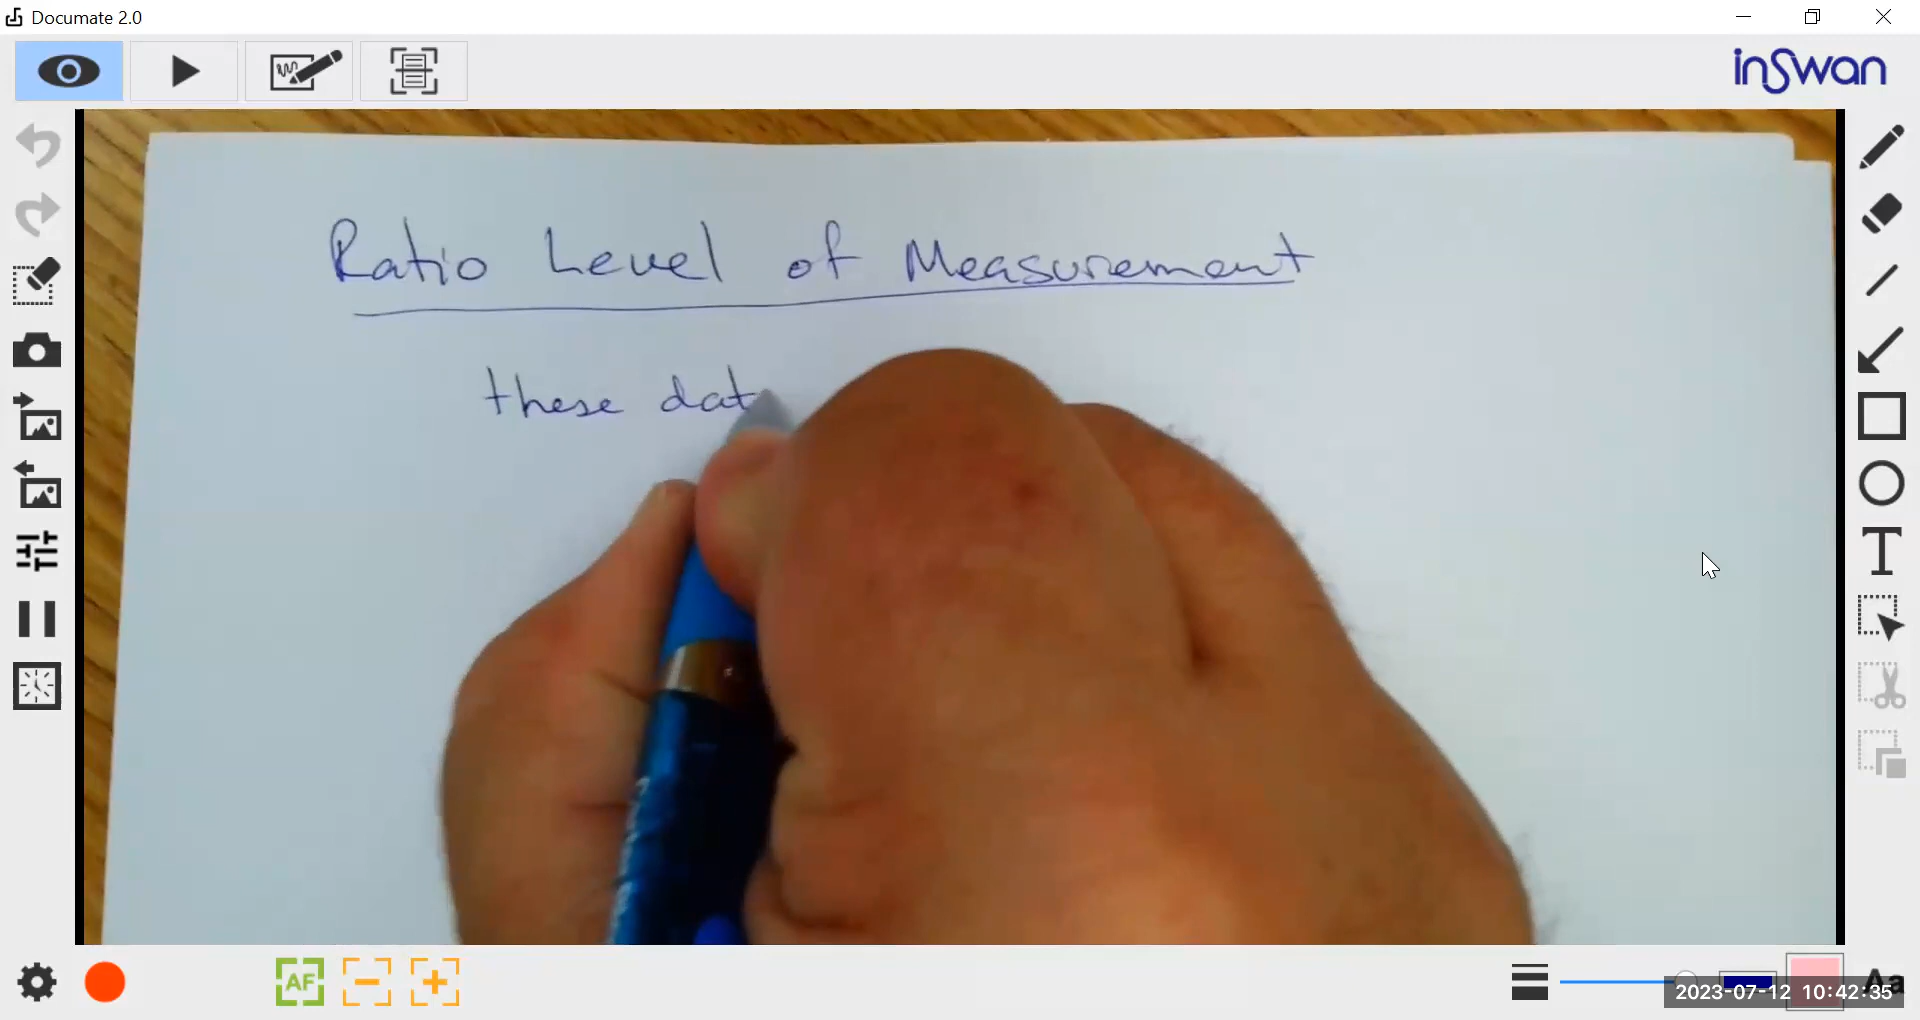 Documate 2.0
inSwan
Ratio Level of Measurement
these dat
AF
T
Aa
2023-07-12 10:42:35